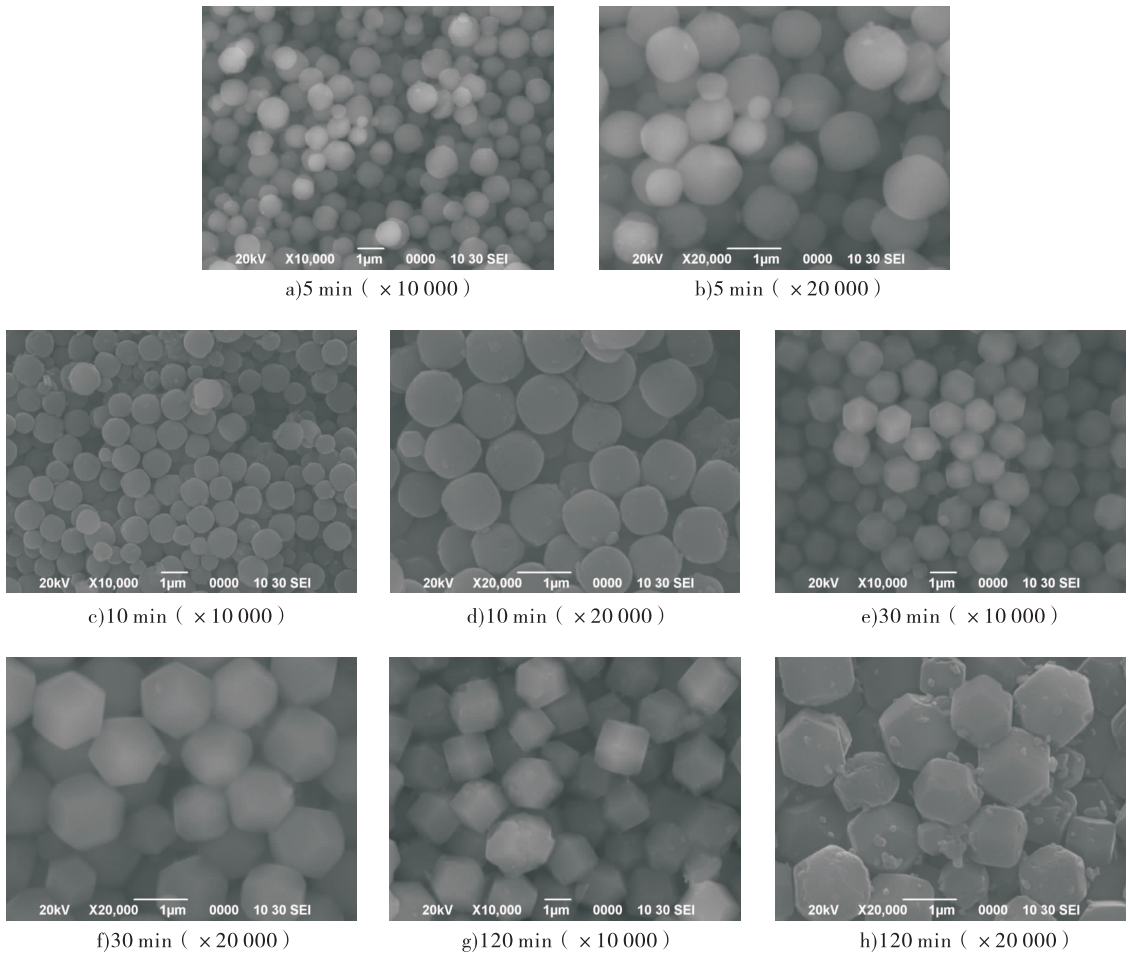 20kV X10,000 1μm 0000 10 30 SEI
20kV X20,000 1μm 0000 10 30 SEI
a)5 min（×10 000）
b)5 min（×20 000）
20kV X10,000 1μm 0000 10 30 SEI
20kV X20,000 1μm 0000 10 30 SEI
20kV X10,000 1μm 0000 10 30 SEI
c)10 min（×10 000）
d)10 min（×20 000）
e)30 min（×10 000）
20kV X20,000 1μm 0000 10 30 SEI
20kV X10,000 1μm 0000 10 30 SEI
20kV X20,000 1μm 0000 10 30 SEI
f)30 min（×20 000）
g)120 min（×10 000）
h)120 min（×20 000）